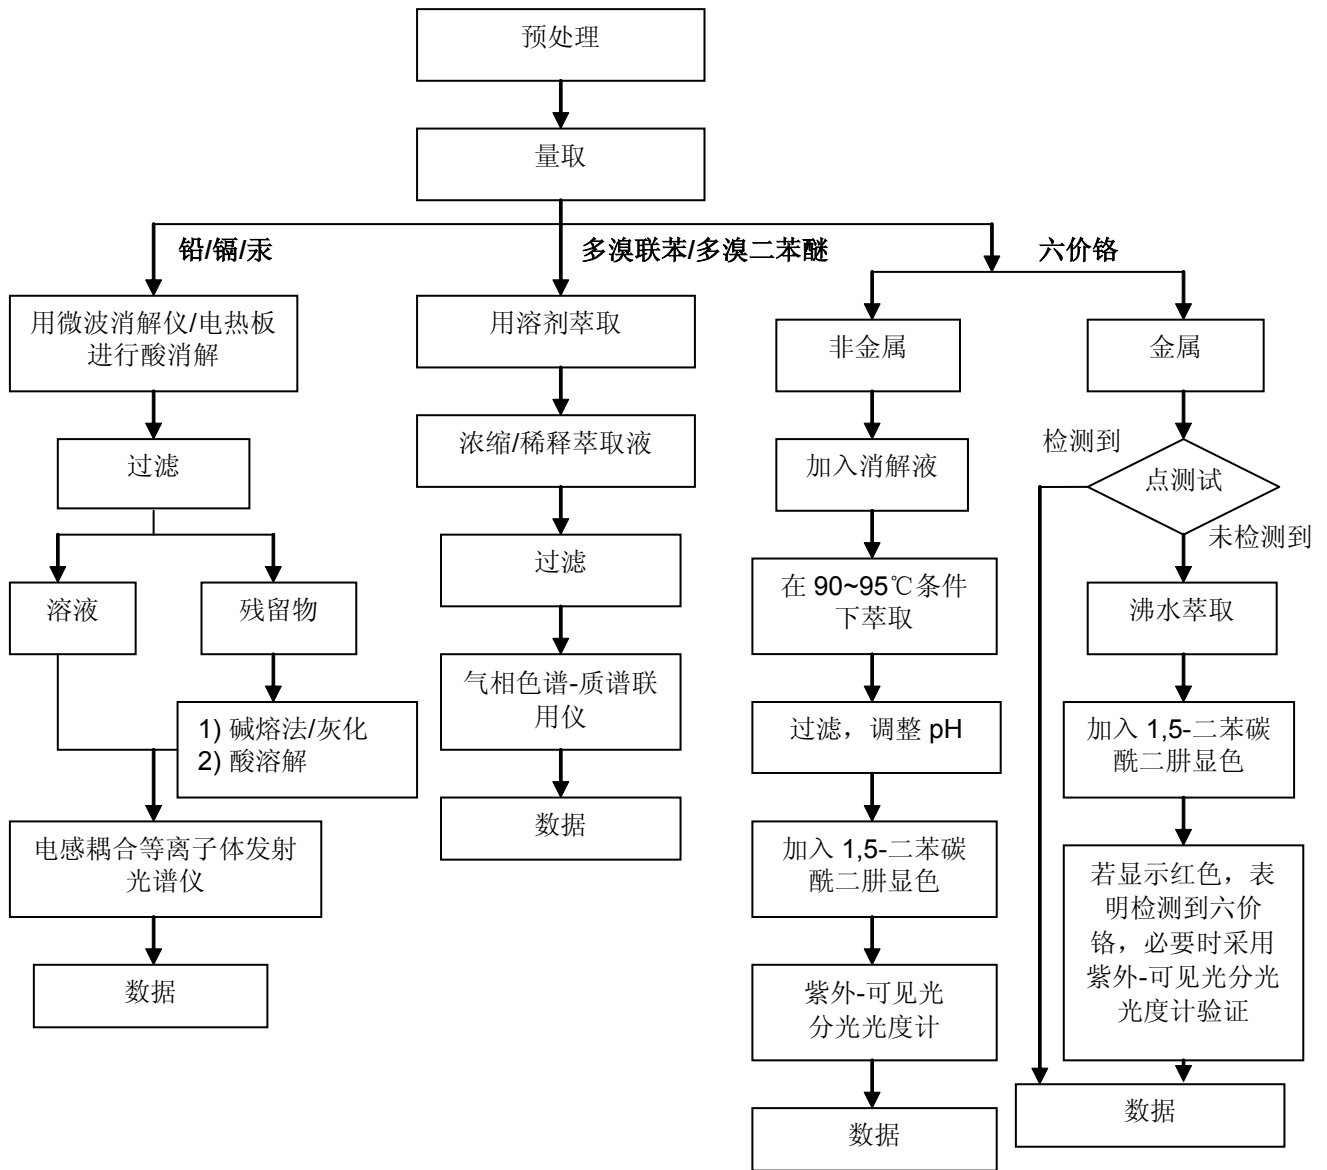 预处理
量取
铅/镉/汞
用微波消解仪/电热板
进行酸消解
过滤
溶液
残留物
1) 碱熔法/灰化
2) 酸溶解
电感耦合等离子体发射
光谱仪
数据
多溴联苯/多溴二苯醚
用溶剂萃取
浓缩/稀释萃取液
过滤
气相色谱-质谱联
用仪
数据
六价铬
非金属
加入消解液
在 90~95℃条件
下萃取
过滤，调整 pH
加入 1,5-二苯碳
酰二肼显色
紫外-可见光
分光光度计
数据
金属
点测试
检测到
未检测到
沸水萃取
加入 1,5-二苯碳
酰二肼显色
若显示红色，表
明检测到六价
铬，必要时采用
紫外-可见光分光
光度计验证
数据